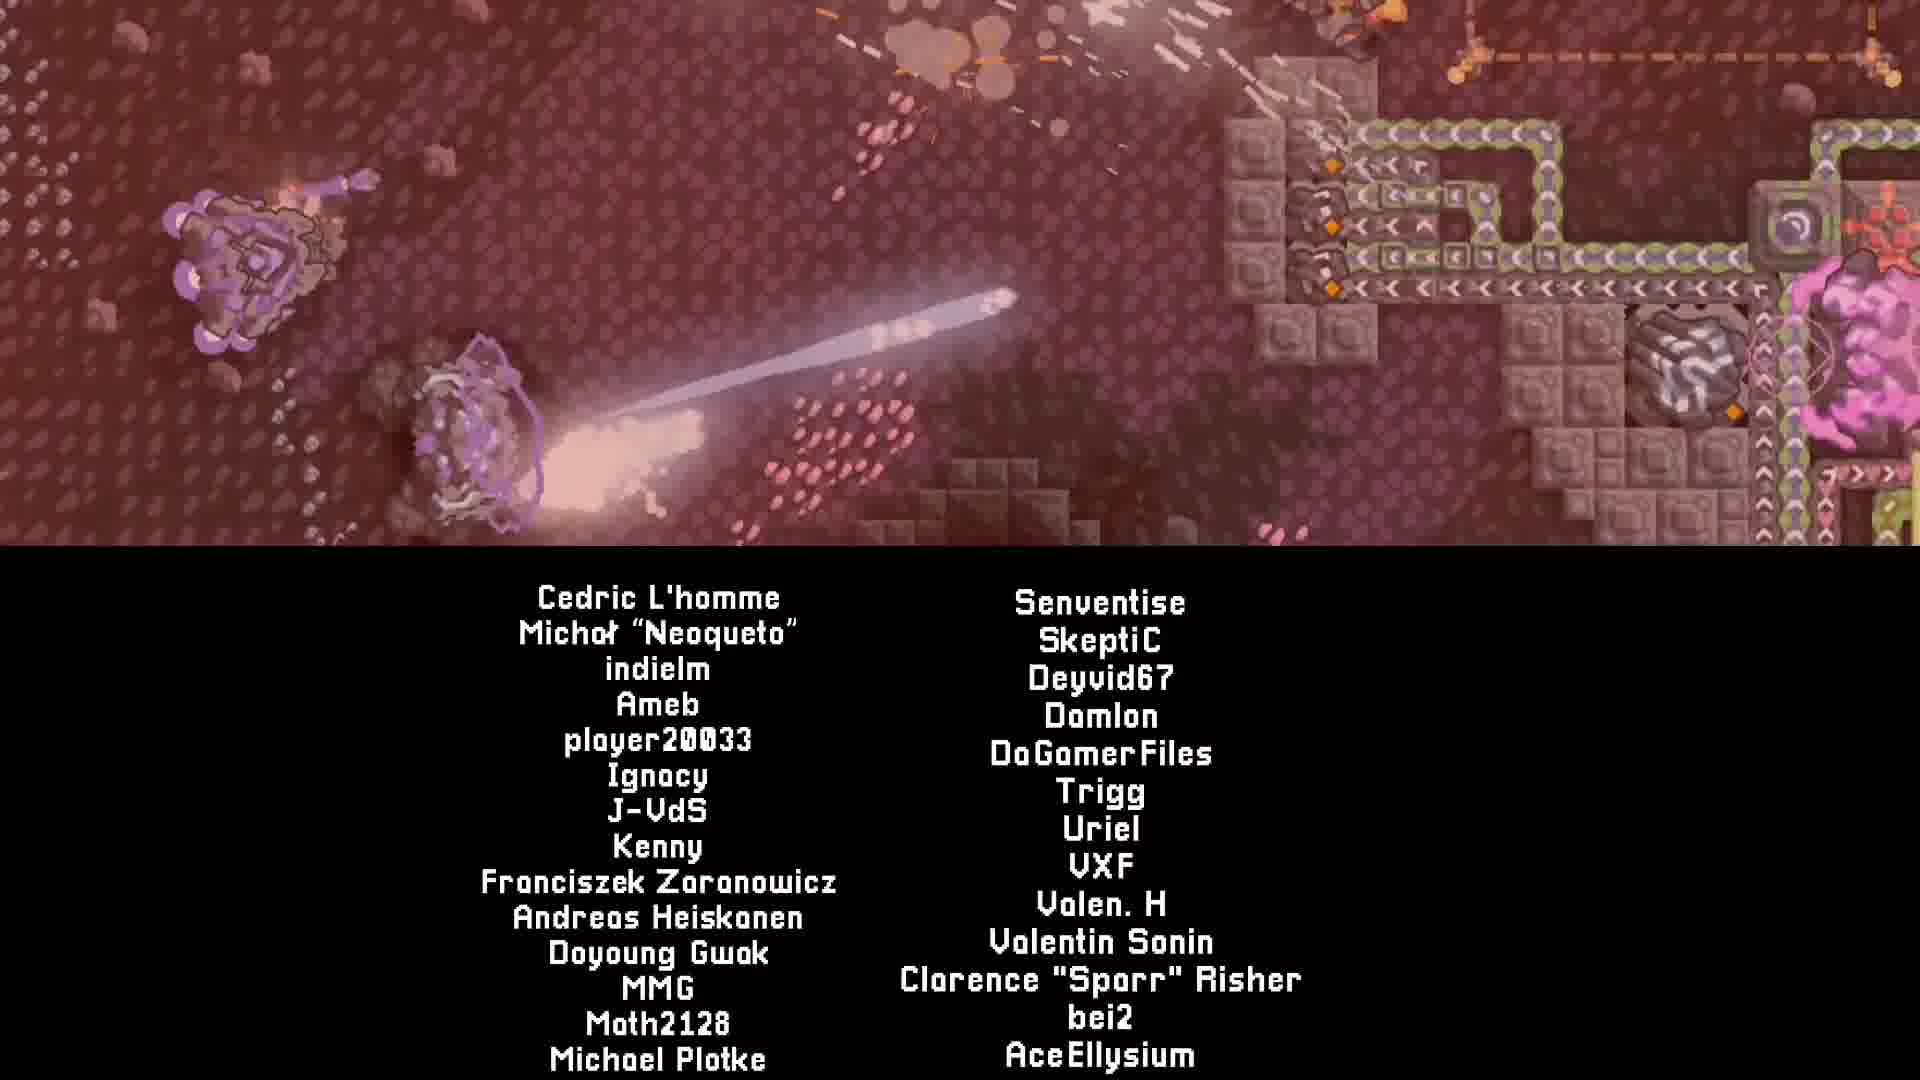 Cedric L'homme
Michał “Neoqueto”
indielm
Ameb
player20033
Ignacy
J-VdS
Kenny
Franciszek Zaranowicz
Andreas Heiskanen
Doyoung Gwak
MMG
Math2128
Michael Plotke
Senventise
SkeptiC
Deyvid67
Damlon
DaGamerFiles
Trigg
Uriel
VXF
Valen. H
Valentin Sonin
Clarence "Sparr" Risher
bei2
AceEllysium